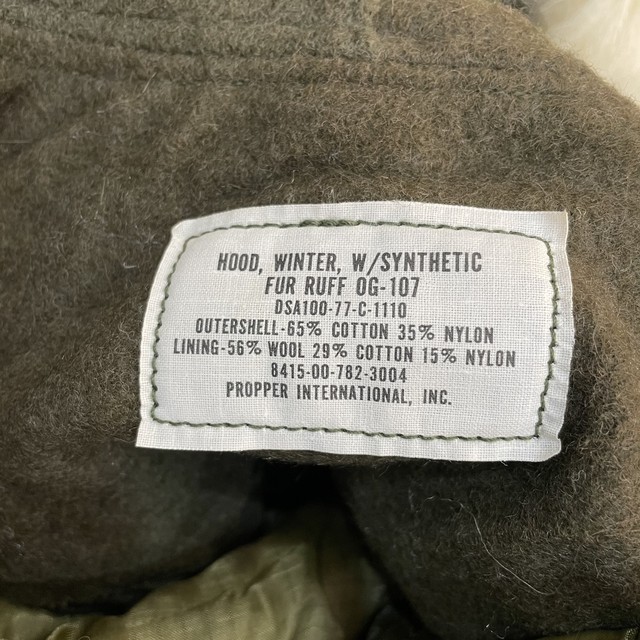 HOOD, WINTER, W/SYNTHETIC
FUR RUFF OG-107
DSA100-77-C-1110
OUTERSHELL-65% COTTON 35% NYLON
LINING-56% WOOL 29% COTTON 15% NYLON
8415-00-782-3004
PROPPER INTERNATIONAL, INC.